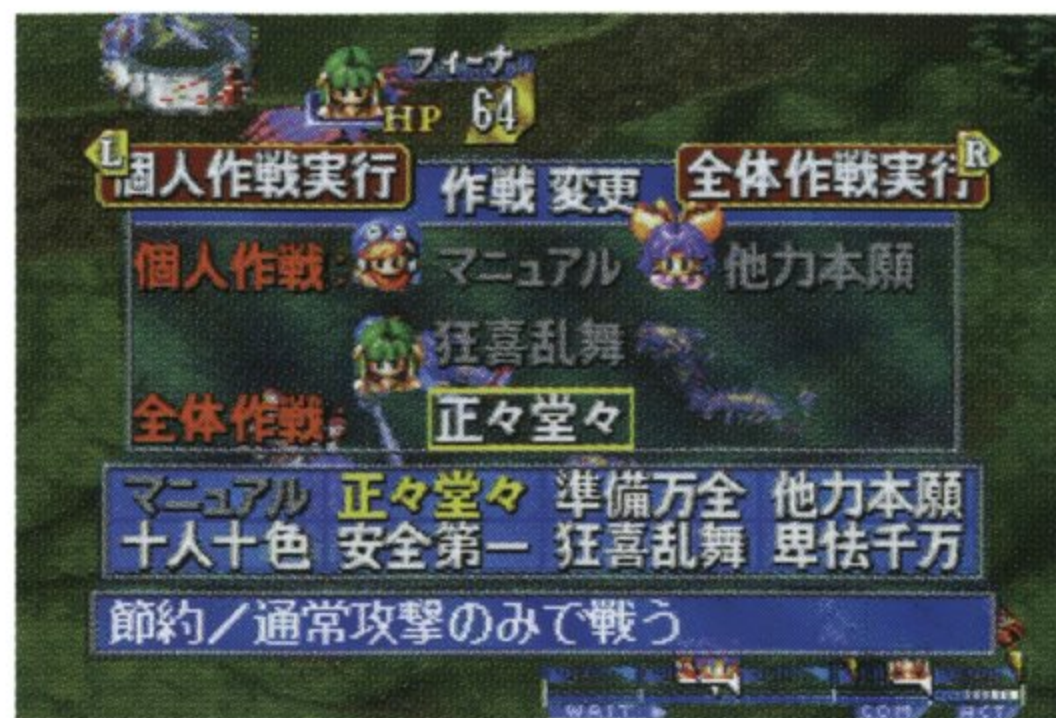 フィーナ
HP 64
L 個人作戦実行 作戦変更 全体作戦実行 R
個人作戦: マニュアル 他力本願
狂喜乱舞
全体作戦: 正々堂々
マニュアル 正々堂々 準備万全 他力本願
十人十色 安全第一 狂喜乱舞 卑怯千万
節約/通常攻撃のみで戦う
WAIT COM ACT